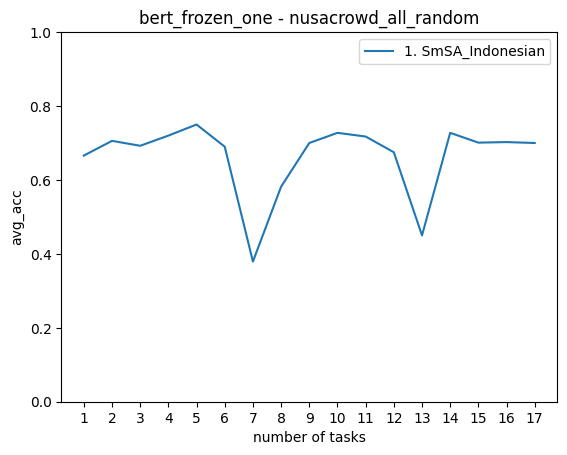 bert_frozen_one - nusacrowd_all_random
1. SmSA_Indonesian
avg_acc
1.0
0.8
0.6
0.4
0.2
0.0
1 2 3 4 5 6 7 8 9 10 11 12 13 14 15 16 17
number of tasks